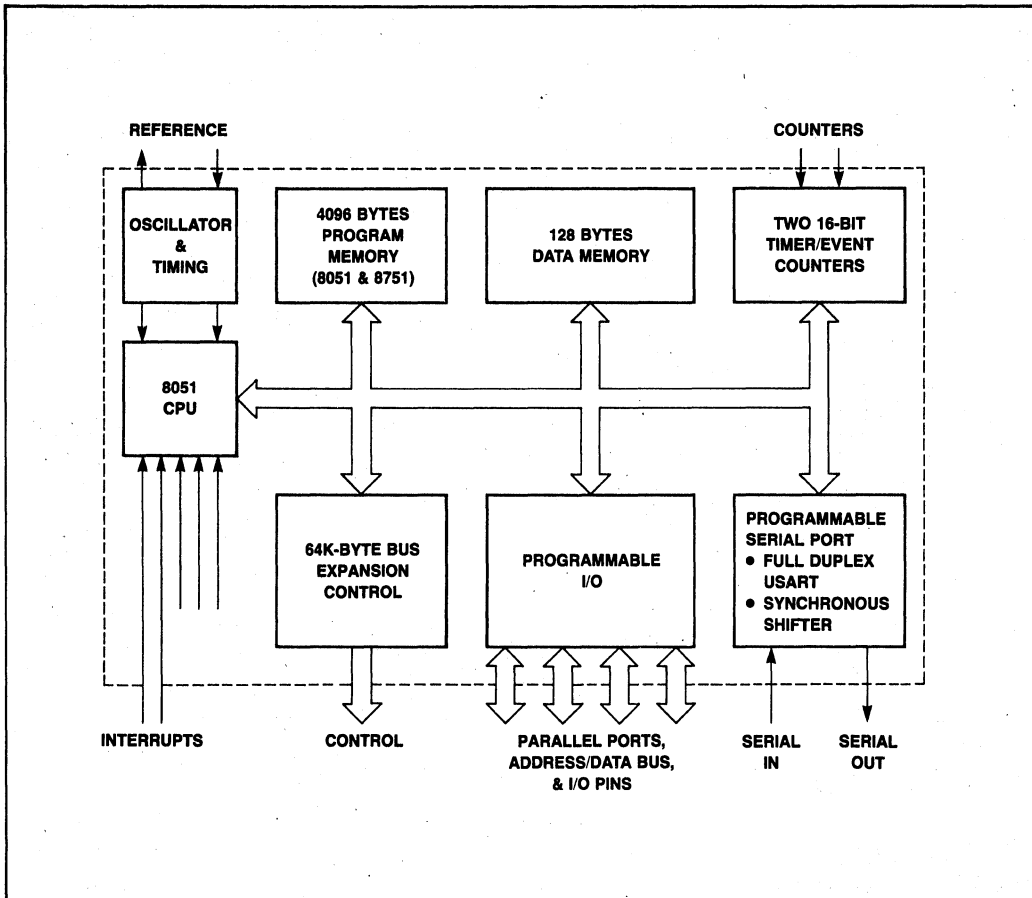 REFERENCE
COUNTERS
OSCILLATOR
&
TIMING
4096 BYTES
PROGRAM
MEMORY
(8051 & 8751)
128 BYTES
DATA MEMORY
TWO 16-BIT
TIMER/EVENT
COUNTERS
8051
CPU
64K-BYTE BUS
EXPANSION
CONTROL
PROGRAMMABLE
I/O
PROGRAMMABLE
SERIAL PORT
• FULL DUPLEX
USART
• SYNCHRONOUS
SHIFTER
INTERRUPTS
CONTROL
PARALLEL PORTS,
ADDRESS/DATA BUS,
& I/O PINS
SERIAL
IN
SERIAL
OUT